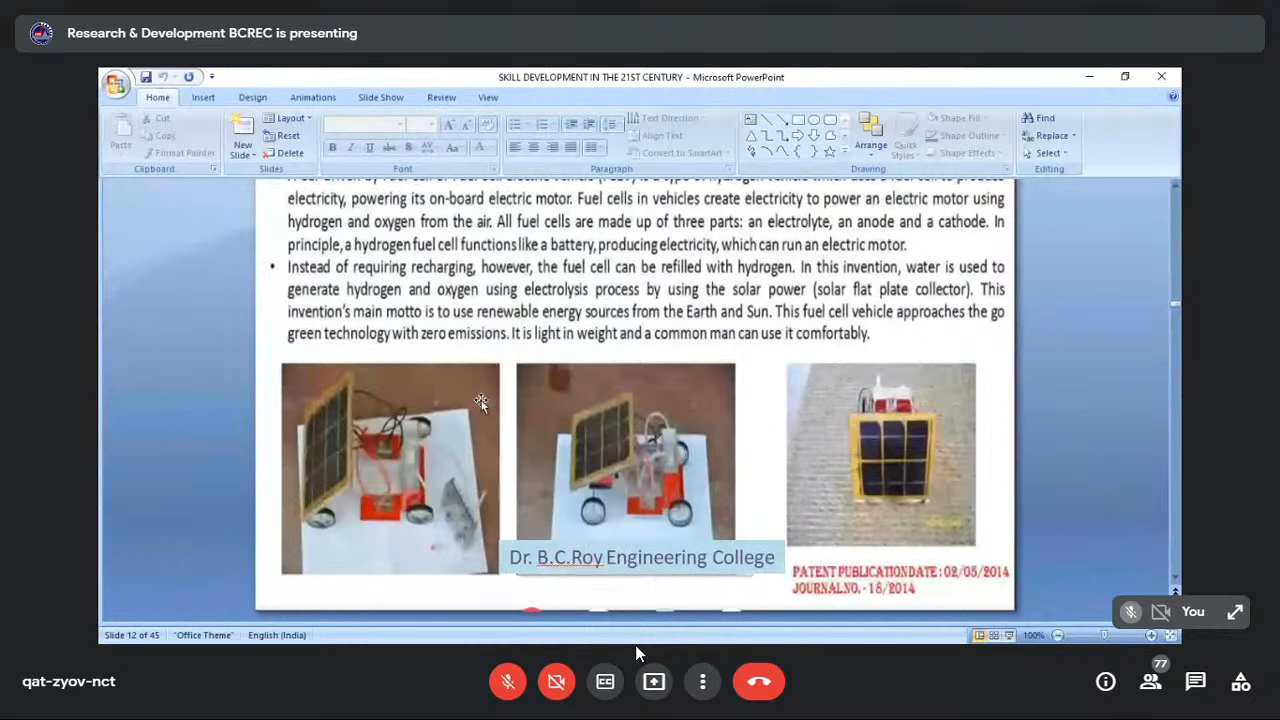 Research & Development BCREC is presenting
SKILL DEVELOPMENT IN THE 21ST CENTURY - Microsoft PowerPoint
Home Insert Design Animations Slide Show Review View
Cut
Copy
Format Painter
Paste
Clipboard
New Slide
Layout
Reset
Delete
Slides
Font
Text Direction
Align Text
Convert to SmartArt
Paragraph
Arrange
Quick Styles
Shape Fill
Shape Outline
Shape Effects
Drawing
Find
Replace
Select
Editing
electricity, powering its on-board electric motor. Fuel cells in vehicles create electricity to power an electric motor using
hydrogen and oxygen from the air. All fuel cells are made up of three parts: an electrolyte, an anode and a cathode. In
principle, a hydrogen fuel cell functions like a battery, producing electricity, which can run an electric motor.
• Instead of requiring recharging, however, the fuel cell can be refilled with hydrogen. In this invention, water is used to
generate hydrogen and oxygen using electrolysis process by using the solar power (solar flat plate collector). This
invention's main motto is to use renewable energy sources from the Earth and Sun. This fuel cell vehicle approaches the go
green technology with zero emissions. It is light in weight and a common man can use it comfortably.
Dr. B.C.Roy Engineering College
PATENT PUBLICATION DATE : 02/05/2014
JOURNAL NO. - 18/2014
You
Slide 12 of 45 "Office Theme" English (India) 100%
qat-zyov-nct
CC
77